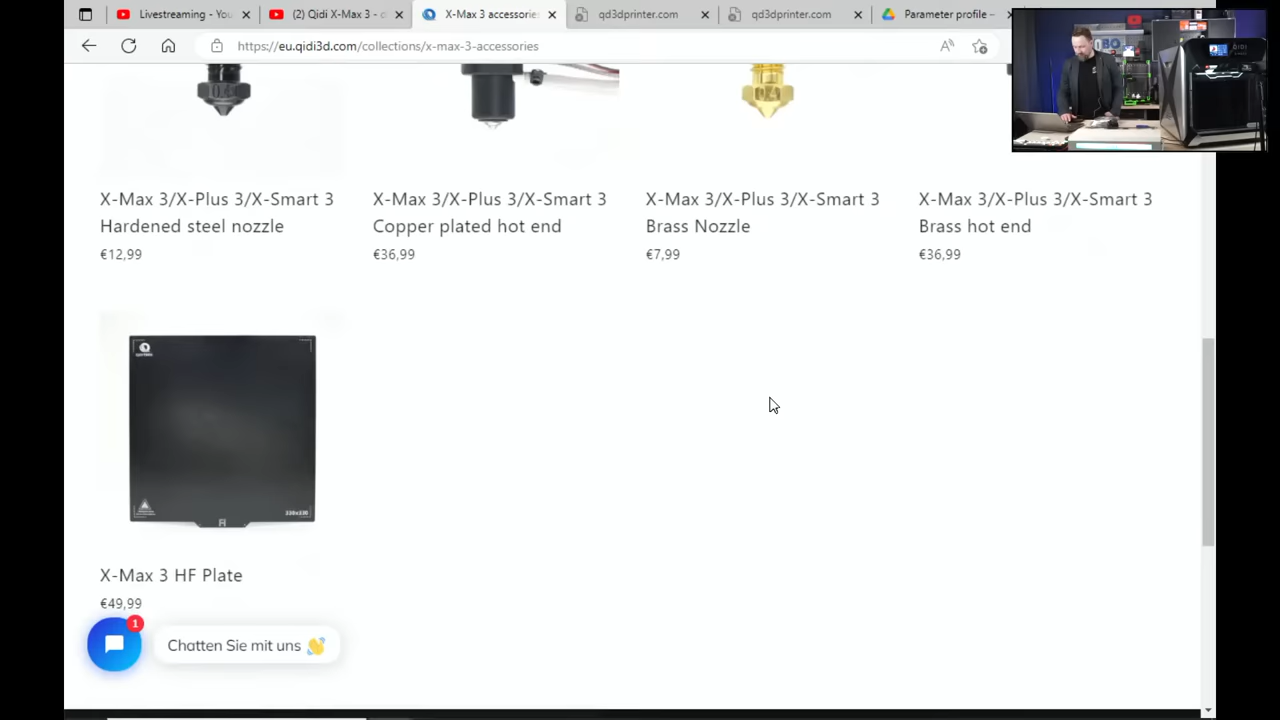 Livestreaming - You
(2) Qidi X-Max 3 - d
X-Max 3 accessories
qd3dprinter.com
qd3dprinter.com
Parameter profile –
https://eu.qidi3d.com/collections/x-max-3-accessories
X-Max 3/X-Plus 3/X-Smart 3
Hardened steel nozzle
€12,99
X-Max 3/X-Plus 3/X-Smart 3
Copper plated hot end
€36,99
X-Max 3/X-Plus 3/X-Smart 3
Brass Nozzle
€7,99
X-Max 3/X-Plus 3/X-Smart 3
Brass hot end
€36,99
X-Max 3 HF Plate
€49,99
1
Chatten Sie mit uns